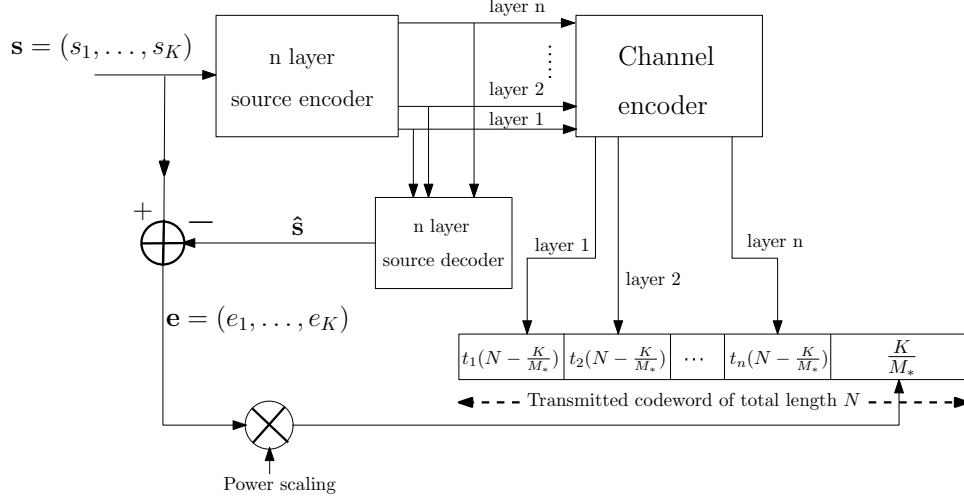 s = (s_1, . . . , s_K)
n layer
source encoder
layer n
layer 2
layer 1
Channel
encoder
+
−
ŝ
n layer
source decoder
layer 1
layer 2
layer n
e = (e_1, . . . , e_K)
t_1(N − K/M_*)
t_2(N − K/M_*)
···
t_n(N − K/M_*)
K/M_*
Transmitted codeword of total length N
Power scaling